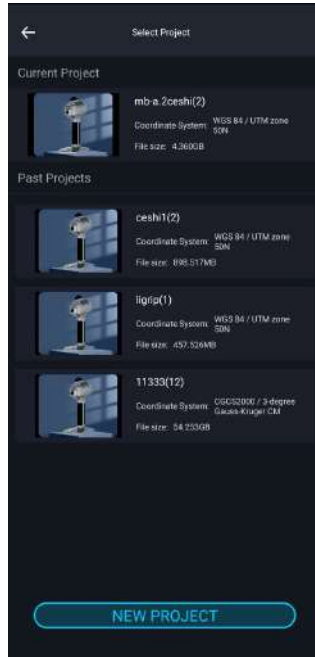 Select Project
Current Project
mb-a.2ceshi(2)
Coordinate System: WGS 84 / UTM zone
50N
File size: 4.360GB
Past Projects
ceshi1(2)
Coordinate System: WGS 84 / UTM zone
50N
File size: 898.517MB
ligrip(1)
Coordinate System: WGS 84 / UTM zone
50N
File size: 457.526MB
11333(12)
Coordinate System: CGCS2000 / 3-degree
Gauss-Kruger CM
File size: 54.233GB
NEW PROJECT